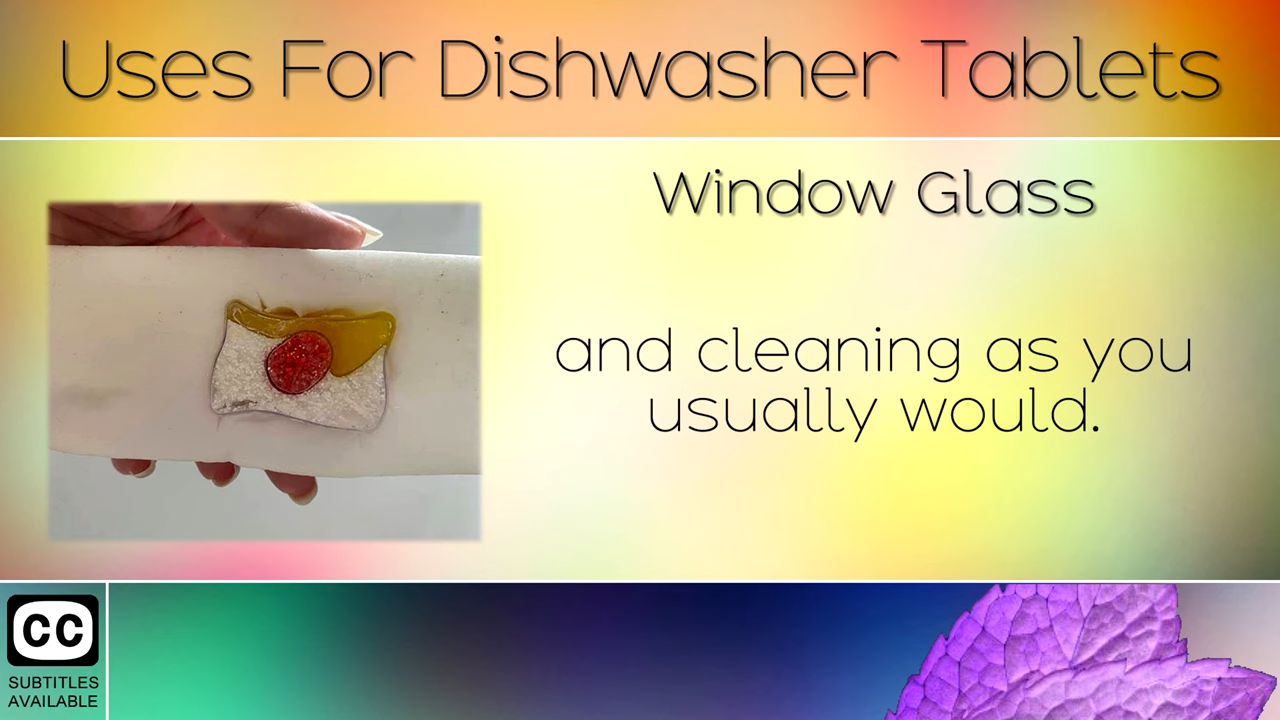 Uses For Dishwasher Tablets
Window Glass
and cleaning as you
usually would.
CC
SUBTITLES
AVAILABLE